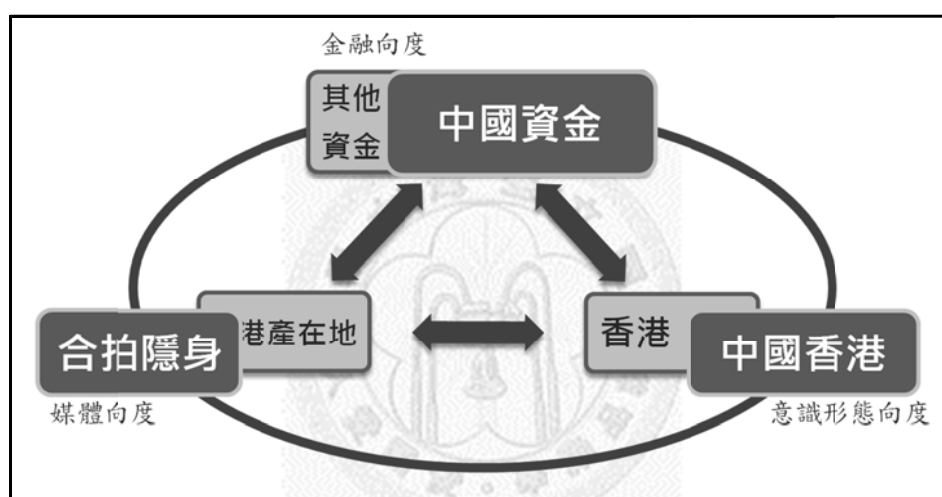 金融向度
其他
資金
中國資金
合拍隱身
港產在地
香港
中國香港
媒體向度
意識形態向度